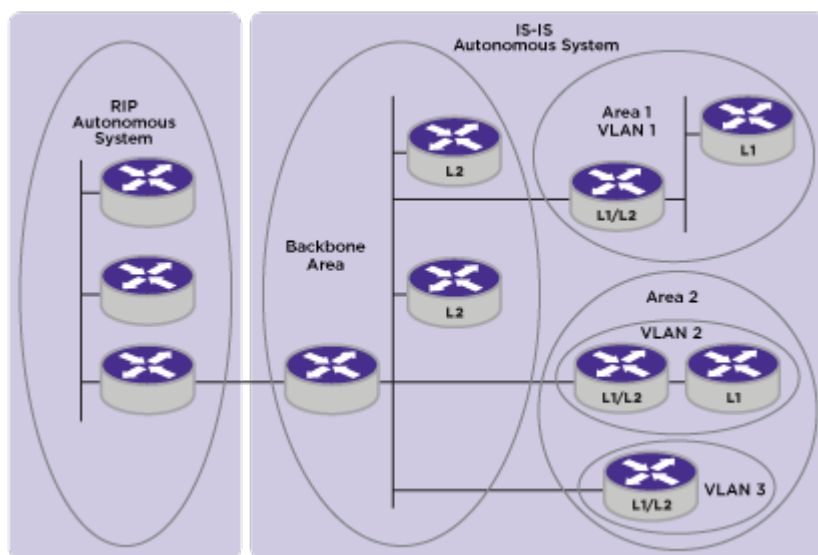 IS-IS
Autonomous System
RIP
Autonomous
System
Area 1
VLAN 1
L1
L2
L1/L2
Backbone
Area
L2
Area 2
VLAN 2
L1/L2
L1
VLAN 3
L1/L2